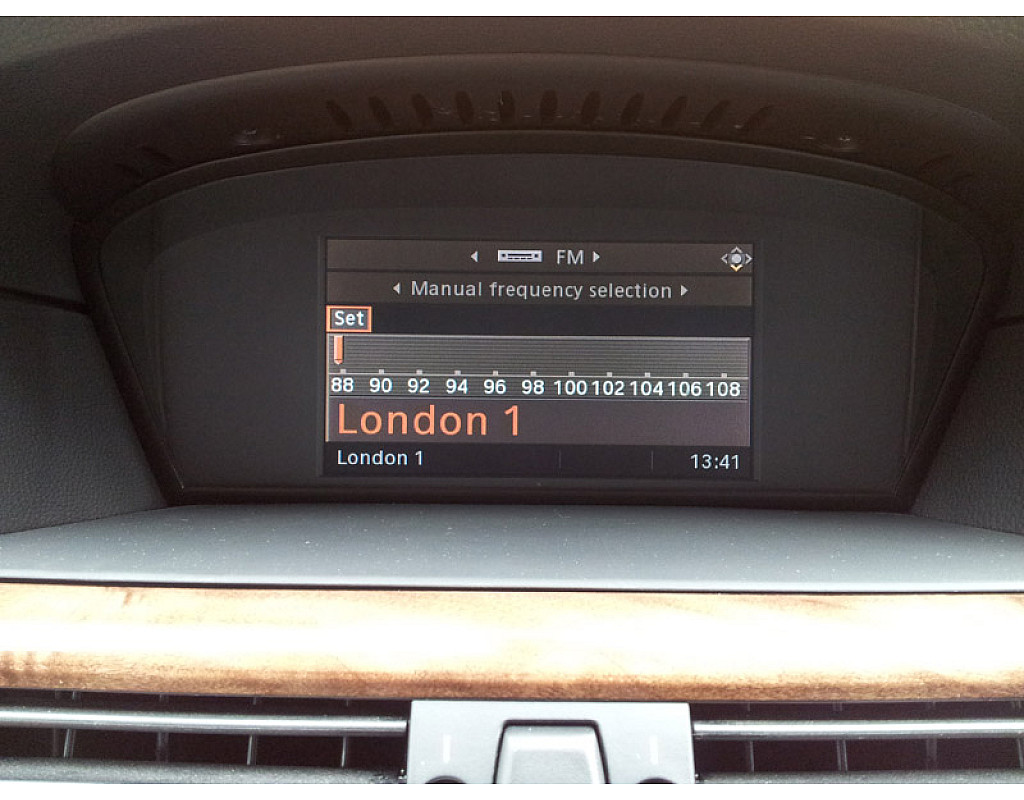 FM
Manual frequency selection
Set
88 90 92 94 96 98 100 102 104 106 108
London 1
London 1 13:41